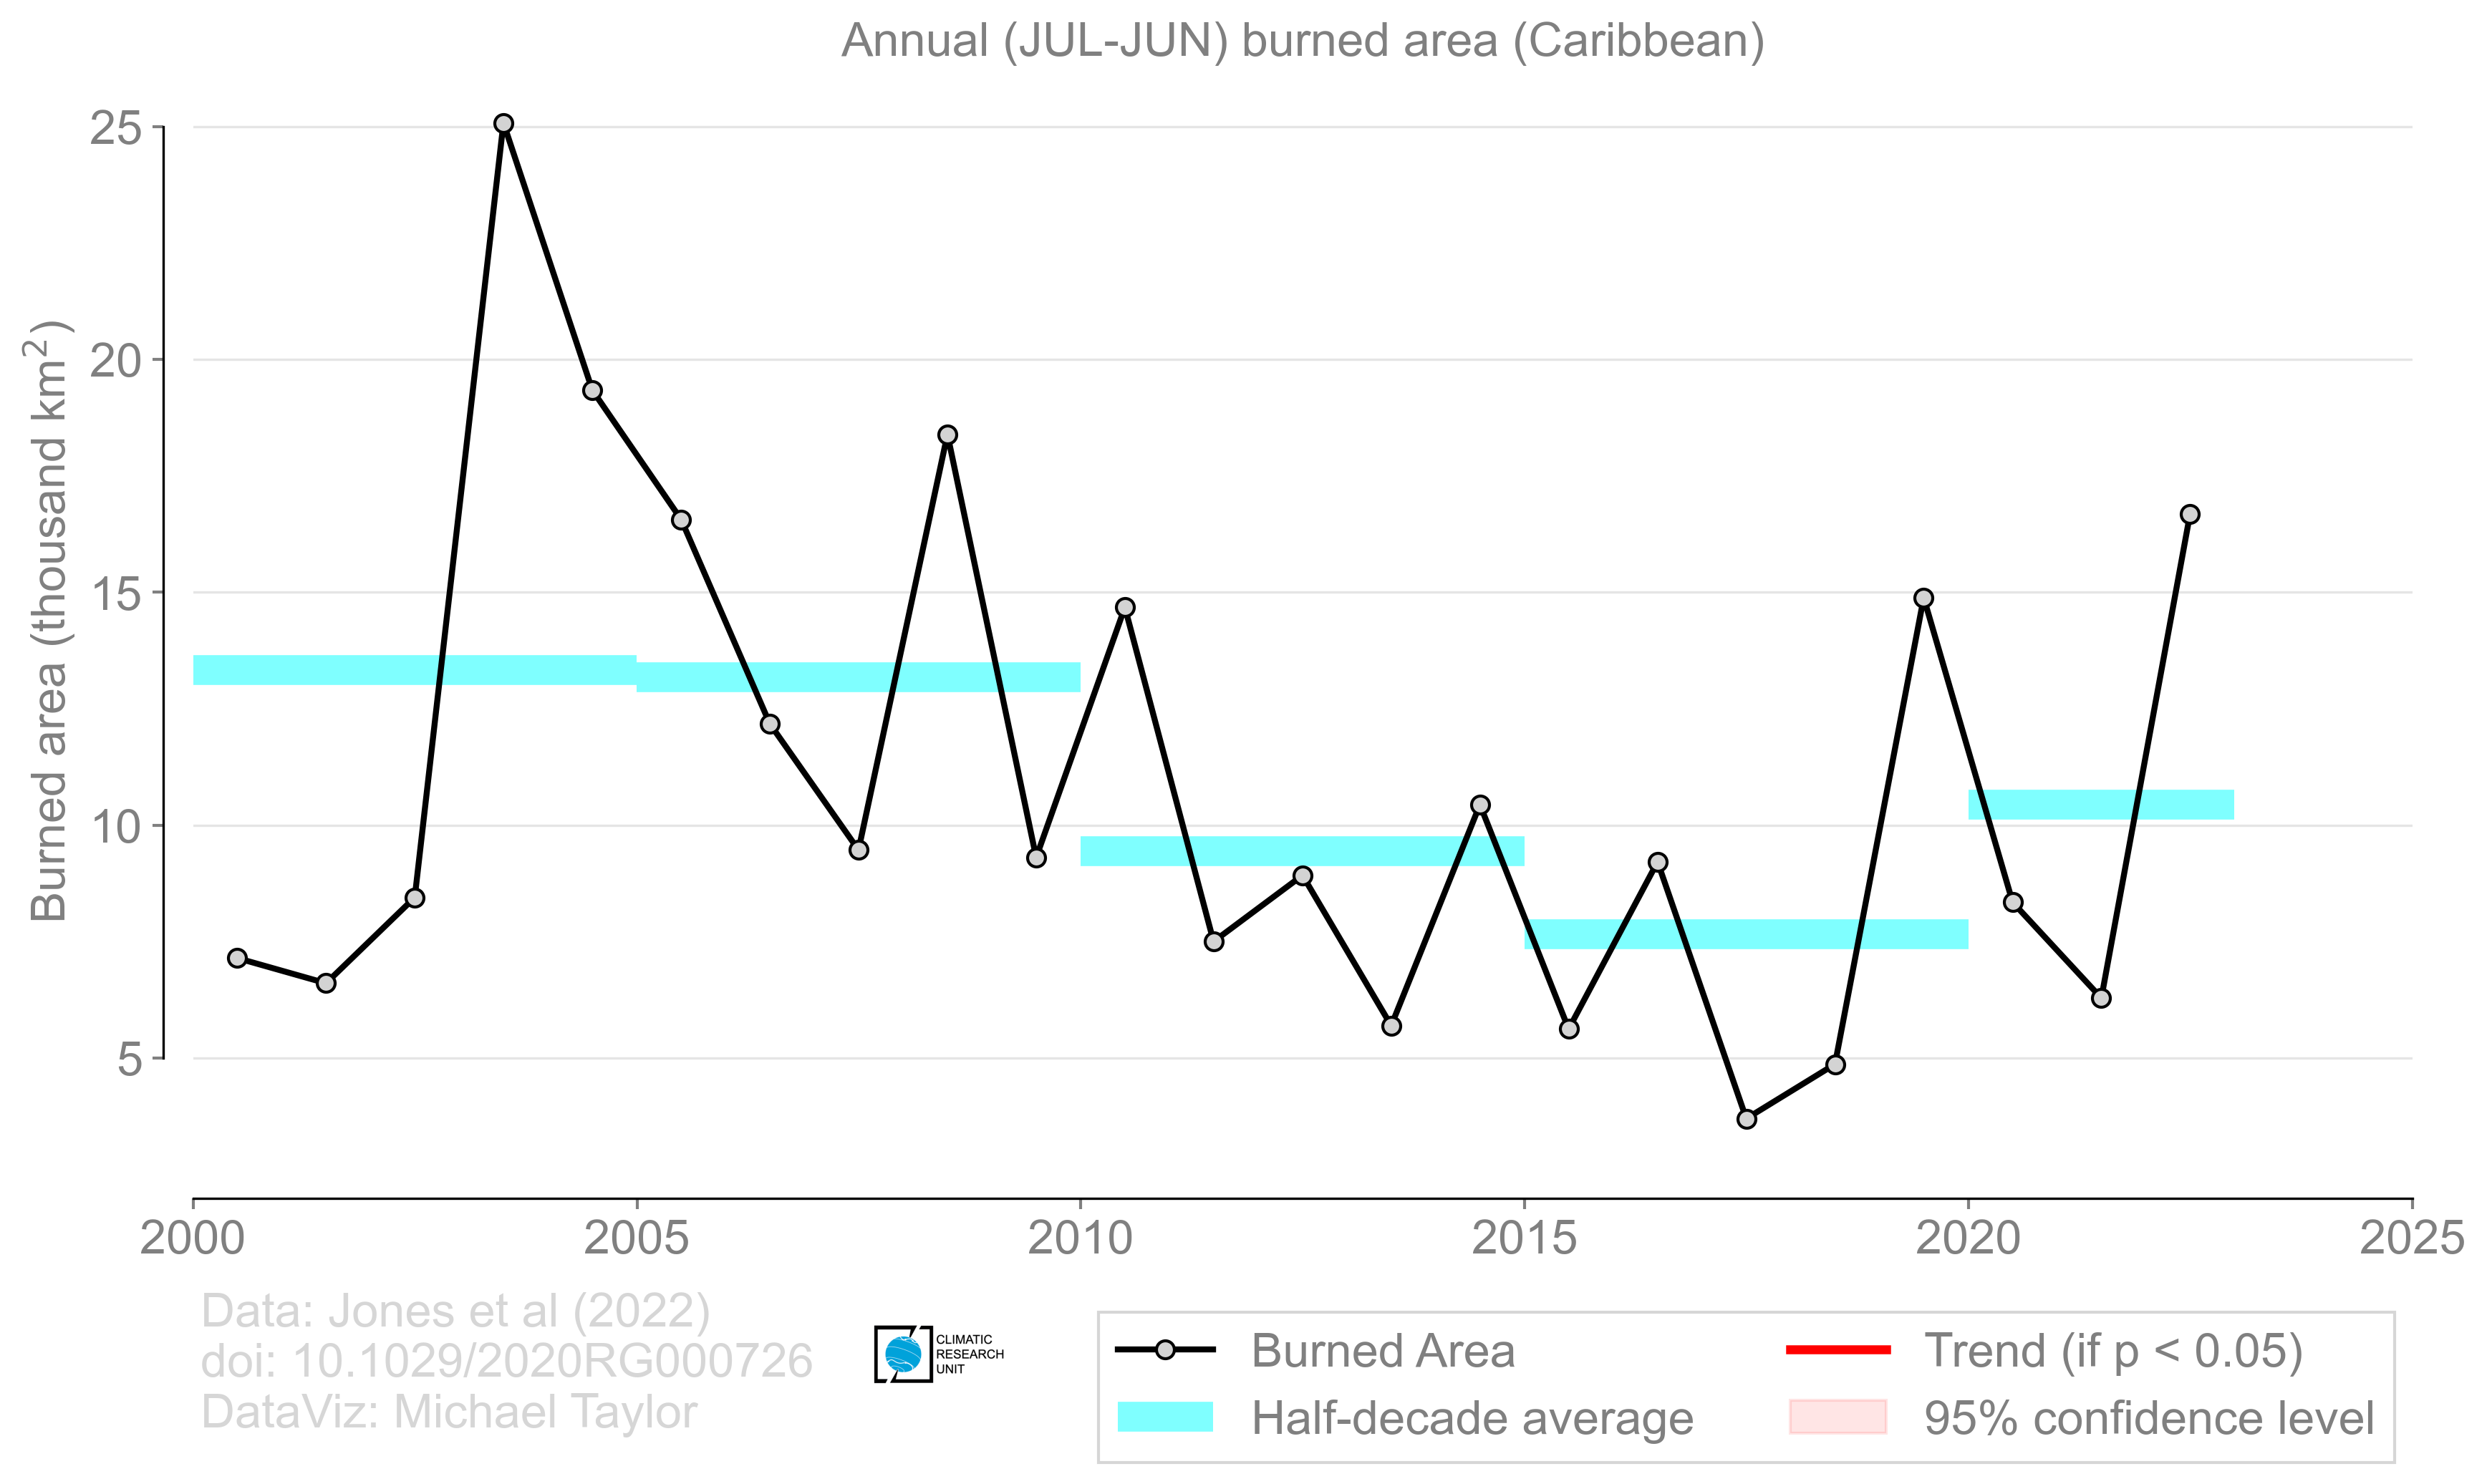 Annual (JUL-JUN) burned area (Caribbean)
Burned area (thousand km²)
25
20
15
10
5
2000 2005 2010 2015 2020 2025
Data: Jones et al (2022)
doi: 10.1029/2020RG000726
DataViz: Michael Taylor
CLIMATIC
RESEARCH
UNIT
Burned Area
Half-decade average
Trend (if p < 0.05)
95% confidence level